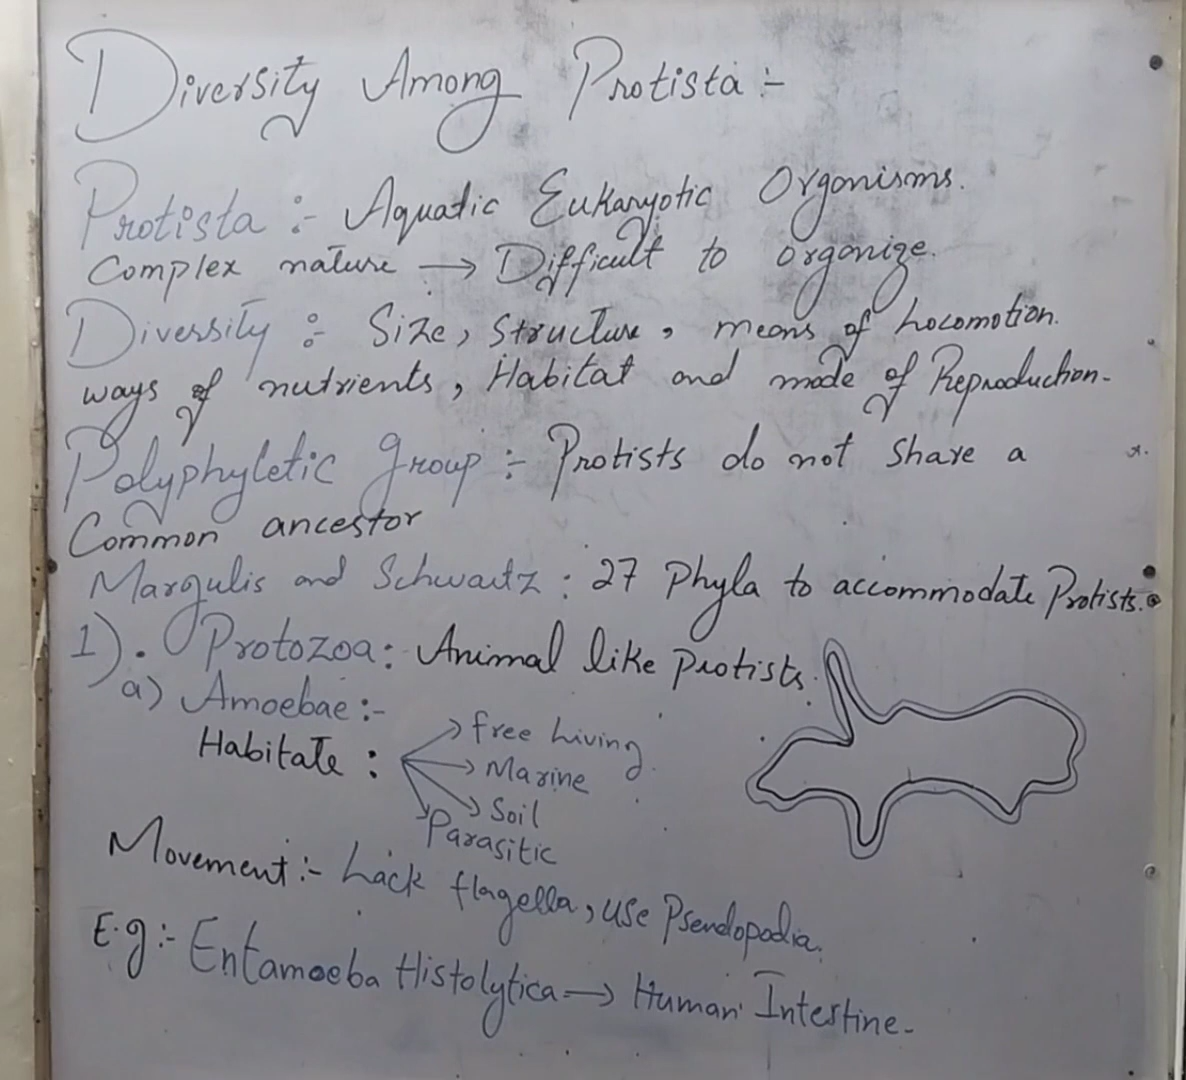 Diversity Among Protista :-
Protista :- Aquatic Eukaryotic Organisms.
Complex nature → Difficult to organize.
Diversity :- Size, Structure, means of Locomotion.
ways of nutrients, Habitat and mode of Reproduction.
Polyphyletic group :- Protists do not Share a
Common ancestor
Margulis and Schwartz : 27 Phyla to accommodate Protists.
1). Protozoa: Animal like protists.
a) Amoebae :-
Habitate : → free Living
→ Marine
→ Soil
Parasitic
Movement :- Lack flagella, use Pseudopodia.
E.g :- Entamoeba Histolytica → Human Intestine.